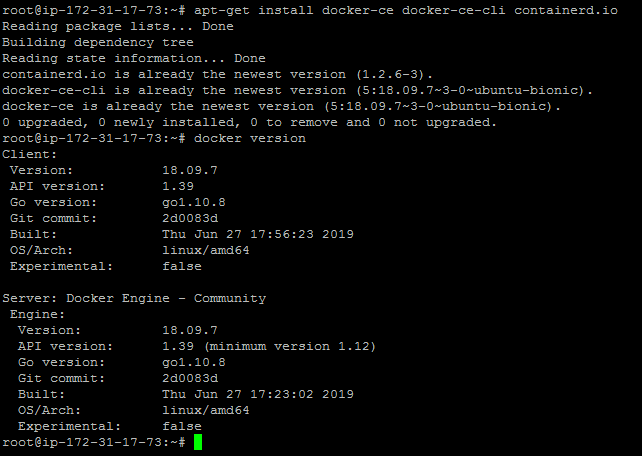 root@ip-172-31-17-73:~# apt-get install docker-ce docker-ce-cli containerd.io
Reading package lists... Done
Building dependency tree
Reading state information... Done
containerd.io is already the newest version (1.2.6-3).
docker-ce-cli is already the newest version (5:18.09.7~3-0~ubuntu-bionic).
docker-ce is already the newest version (5:18.09.7~3-0~ubuntu-bionic).
0 upgraded, 0 newly installed, 0 to remove and 0 not upgraded.
root@ip-172-31-17-73:~# docker version
Client:
 Version:           18.09.7
 API version:       1.39
 Go version:        go1.10.8
 Git commit:        2d0083d
 Built:             Thu Jun 27 17:56:23 2019
 OS/Arch:           linux/amd64
 Experimental:      false

Server: Docker Engine - Community
 Engine:
  Version:          18.09.7
  API version:      1.39 (minimum version 1.12)
  Go version:       go1.10.8
  Git commit:       2d0083d
  Built:            Thu Jun 27 17:23:02 2019
  OS/Arch:          linux/amd64
  Experimental:     false
root@ip-172-31-17-73:~#